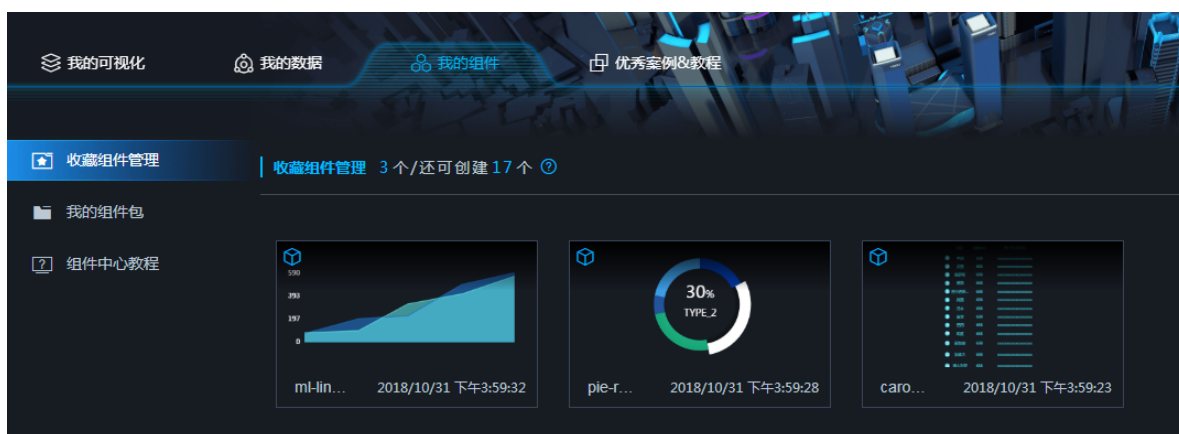 我的可视化 我的数据 我的组件 优秀案例&教程
收藏组件管理
收藏组件管理 3个/还可创建17个
我的组件包
组件中心教程
590
393
197
0
30%
TYPE_2
ml-lin... 2018/10/31 下午3:59:32
pie-r... 2018/10/31 下午3:59:28
caro... 2018/10/31 下午3:59:23